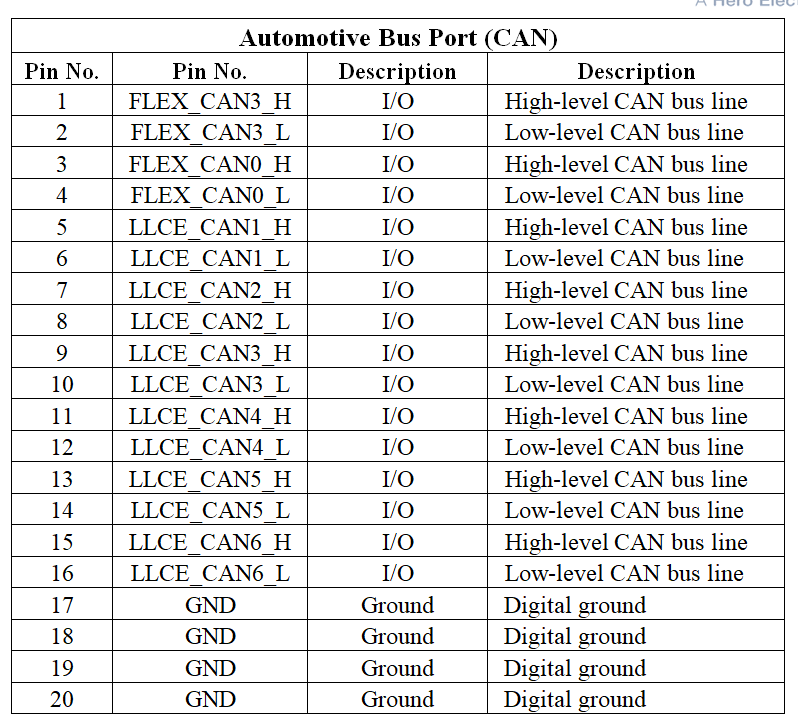 A Hero Elect
Automotive Bus Port (CAN)
Pin No. Pin No. Description Description
1 FLEX_CAN3_H I/O High-level CAN bus line
2 FLEX_CAN3_L I/O Low-level CAN bus line
3 FLEX_CAN0_H I/O High-level CAN bus line
4 FLEX_CAN0_L I/O Low-level CAN bus line
5 LLCE_CAN1_H I/O High-level CAN bus line
6 LLCE_CAN1_L I/O Low-level CAN bus line
7 LLCE_CAN2_H I/O High-level CAN bus line
8 LLCE_CAN2_L I/O Low-level CAN bus line
9 LLCE_CAN3_H I/O High-level CAN bus line
10 LLCE_CAN3_L I/O Low-level CAN bus line
11 LLCE_CAN4_H I/O High-level CAN bus line
12 LLCE_CAN4_L I/O Low-level CAN bus line
13 LLCE_CAN5_H I/O High-level CAN bus line
14 LLCE_CAN5_L I/O Low-level CAN bus line
15 LLCE_CAN6_H I/O High-level CAN bus line
16 LLCE_CAN6_L I/O Low-level CAN bus line
17 GND Ground Digital ground
18 GND Ground Digital ground
19 GND Ground Digital ground
20 GND Ground Digital ground